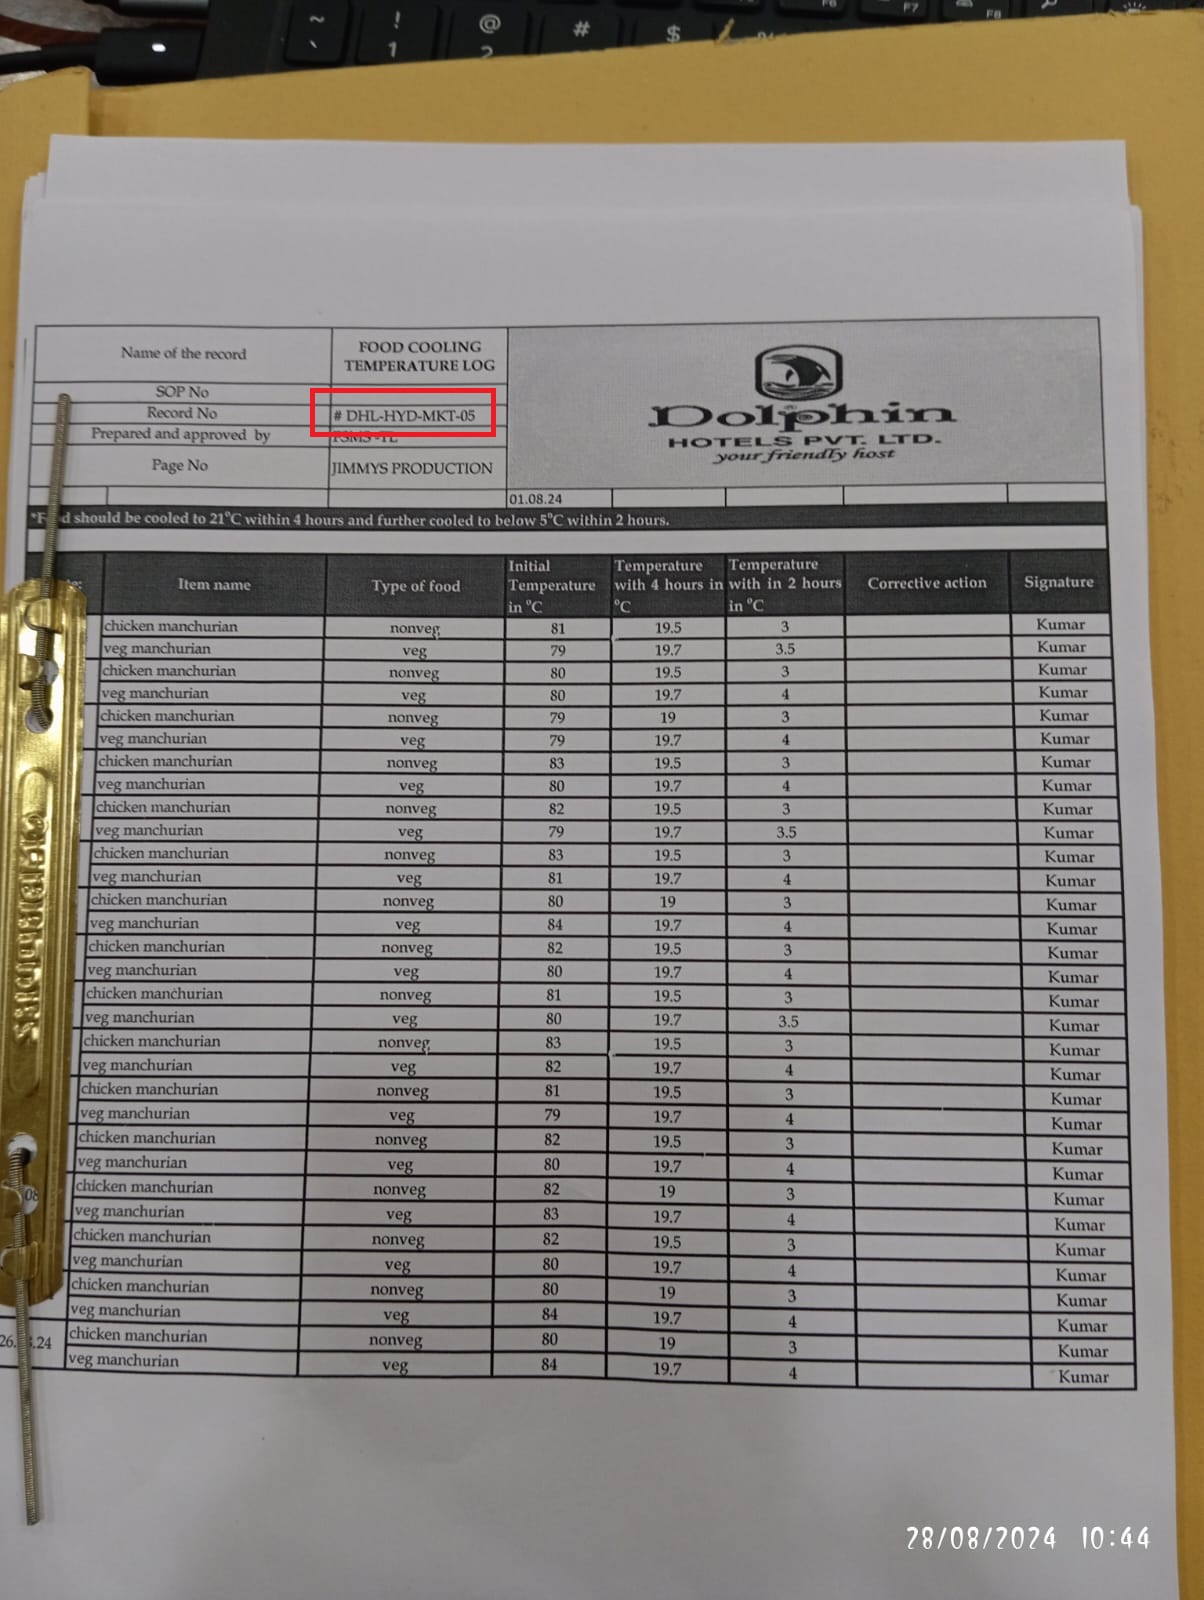 ~ ! @ # $
` 1 2
F6 F7 F8
Name of the record FOOD COOLING TEMPERATURE LOG
SOP No
Record No # DHL-HYD-MKT-05
Prepared and approved by FSMS -TL
Page No JIMMYS PRODUCTION
Dolphin
HOTELS PVT. LTD.
your friendly host
01.08.24
should be cooled to 21°C within 4 hours and further cooled to below 5°C within 2 hours.
Item name Type of food Initial Temperature in °C Temperature with 4 hours in °C Temperature with in 2 hours in °C Corrective action Signature
chicken manchurian nonveg 81 19.5 3 Kumar
veg manchurian veg 79 19.7 3.5 Kumar
chicken manchurian nonveg 80 19.5 3 Kumar
veg manchurian veg 80 19.7 4 Kumar
chicken manchurian nonveg 79 19 3 Kumar
veg manchurian veg 79 19.7 4 Kumar
chicken manchurian nonveg 83 19.5 3 Kumar
veg manchurian veg 80 19.7 4 Kumar
chicken manchurian nonveg 82 19.5 3 Kumar
veg manchurian veg 79 19.7 3.5 Kumar
chicken manchurian nonveg 83 19.5 3 Kumar
veg manchurian veg 81 19.7 4 Kumar
chicken manchurian nonveg 80 19 3 Kumar
veg manchurian veg 84 19.7 4 Kumar
chicken manchurian nonveg 82 19.5 3 Kumar
veg manchurian veg 80 19.7 4 Kumar
chicken manchurian nonveg 81 19.5 3 Kumar
veg manchurian veg 80 19.7 3.5 Kumar
chicken manchurian nonveg 83 19.5 3 Kumar
veg manchurian veg 82 19.7 4 Kumar
chicken manchurian nonveg 81 19.5 3 Kumar
veg manchurian veg 79 19.7 4 Kumar
chicken manchurian nonveg 82 19.5 3 Kumar
veg manchurian veg 80 19.7 4 Kumar
chicken manchurian nonveg 82 19 3 Kumar
veg manchurian veg 83 19.7 4 Kumar
chicken manchurian nonveg 82 19.5 3 Kumar
veg manchurian veg 80 19.7 4 Kumar
chicken manchurian nonveg 80 19 3 Kumar
veg manchurian veg 84 19.7 4 Kumar
chicken manchurian nonveg 80 19 3 Kumar
veg manchurian veg 84 19.7 4 Kumar
28/08/2024 10:44